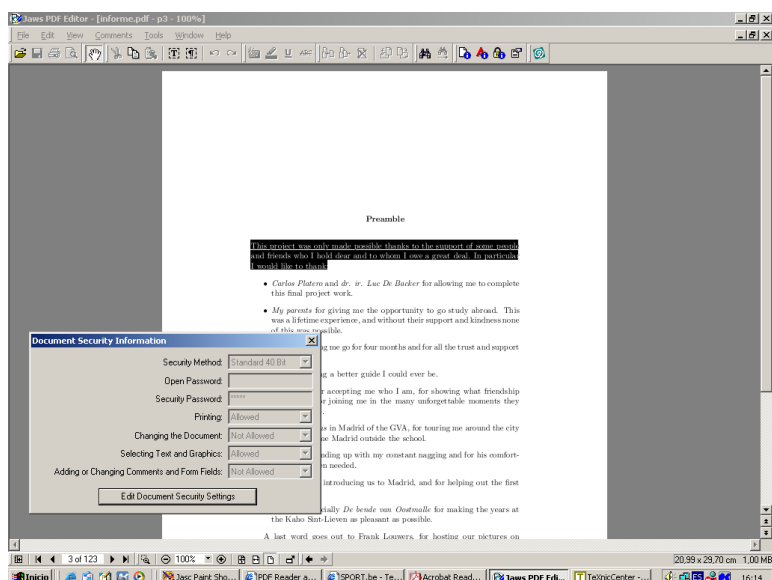 Jaws PDF Editor - [informe.pdf - p3 - 100%]
File Edit View Comments Tools Window Help
Preamble
This project was only made possible thanks to the support of some people
and friends who I hold dear and to whom I owe a great deal. In particular
I would like to thank:
• Carlos Platero and dr. ir. Luc De Backer for allowing me to complete
this final project work.
• My parents for giving me the opportunity to go study abroad. This
was a lifetime experience, and without their support and kindness none
of this was possible.
me go for four months and for all the trust and support
a better guide I could ever be.
accepting me who I am, for showing what friendship
joining me in the many unforgettable moments they
in Madrid of the GVA, for touring me around the city
Madrid outside the school.
up with my constant nagging and for his comfort-
needed.
introducing us to Madrid, and for helping out the first
De bende van Oostmalle for making the years at
the Kaho Sint-Lieven as pleasant as possible.
A last word goes out to Frank Louwers, for hosting our pictures on
Document Security Information
Security Method: Standard 40 Bit
Open Password:
Security Password: *****
Printing: Allowed
Changing the Document: Not Allowed
Selecting Text and Graphics: Allowed
Adding or Changing Comments and Form Fields: Not Allowed
Edit Document Security Settings
3 of 123 100% 20,99 x 29,70 cm 1,00 MB
Inicio Jasc Paint Sho... PDF Reader a... SPORT.be - Te... Acrobat Read... Jaws PDF Edi... TeXnicCenter -... ES 16:14